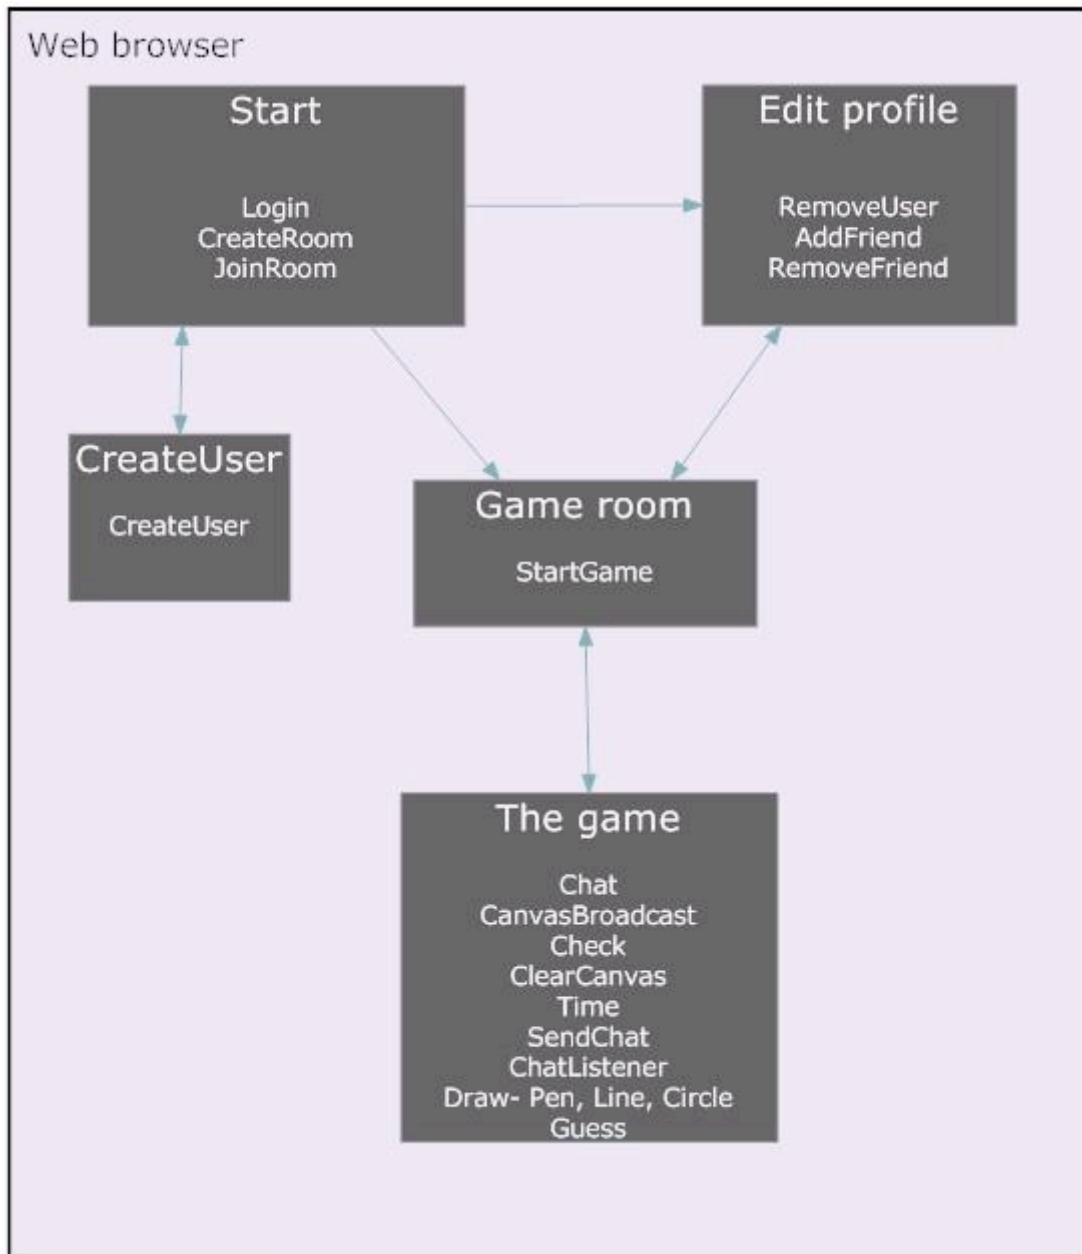 Web browser
Start
Login
CreateRoom
JoinRoom
Edit profile
RemoveUser
AddFriend
RemoveFriend
CreateUser
CreateUser
Game room
StartGame
The game
Chat
CanvasBroadcast
Check
ClearCanvas
Time
SendChat
ChatListener
Draw- Pen, Line, Circle
Guess